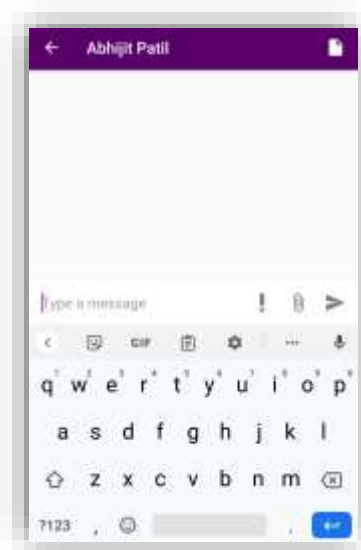 Abhijit Patil
Type a message
GIF
q w e r t y u i o p
a s d f g h j k l
z x c v b n m
?123 , .